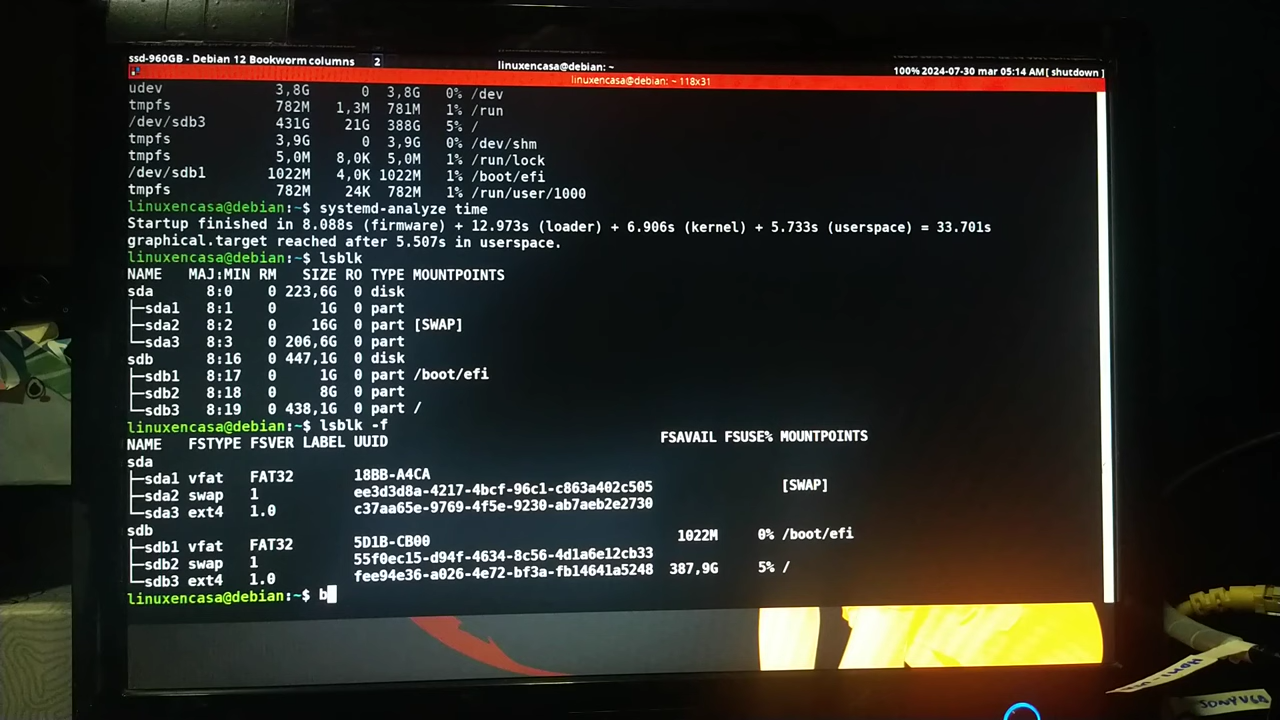 ssd-960GB - Debian 12 Bookworm columns 2 linuxencasa@debian: ~ 100% 2024-07-30 mar 05:14 AM[ shutdown ]
linuxencasa@debian: ~ 118x31
udev 3,8G 0 3,8G 0% /dev
tmpfs 782M 1,3M 781M 1% /run
/dev/sdb3 431G 21G 388G 5% /
tmpfs 3,9G 0 3,9G 0% /dev/shm
tmpfs 5,0M 8,0K 5,0M 1% /run/lock
/dev/sdb1 1022M 4,0K 1022M 1% /boot/efi
tmpfs 782M 24K 782M 1% /run/user/1000
linuxencasa@debian:~$ systemd-analyze time
Startup finished in 8.088s (firmware) + 12.973s (loader) + 6.906s (kernel) + 5.733s (userspace) = 33.701s
graphical.target reached after 5.507s in userspace.
linuxencasa@debian:~$ lsblk
NAME MAJ:MIN RM SIZE RO TYPE MOUNTPOINTS
sda 8:0 0 223,6G 0 disk
├─sda1 8:1 0 1G 0 part
├─sda2 8:2 0 16G 0 part [SWAP]
└─sda3 8:3 0 206,6G 0 part
sdb 8:16 0 447,1G 0 disk
├─sdb1 8:17 0 1G 0 part /boot/efi
├─sdb2 8:18 0 8G 0 part
└─sdb3 8:19 0 438,1G 0 part /
linuxencasa@debian:~$ lsblk -f
NAME FSTYPE FSVER LABEL UUID FSAVAIL FSUSE% MOUNTPOINTS
sda
├─sda1 vfat FAT32 18BB-A4CA
├─sda2 swap 1 ee3d3d8a-4217-4bcf-96c1-c863a402c505 [SWAP]
└─sda3 ext4 1.0 c37aa65e-9769-4f5e-9230-ab7aeb2e2730
sdb
├─sdb1 vfat FAT32 5D1B-CB00 1022M 0% /boot/efi
├─sdb2 swap 1 55f0ec15-d94f-4634-8c56-4d1a6e12cb33
└─sdb3 ext4 1.0 fee94e36-a026-4e72-bf3a-fb14641a5248 387,9G 5% /
linuxencasa@debian:~$ b
SONYVGA